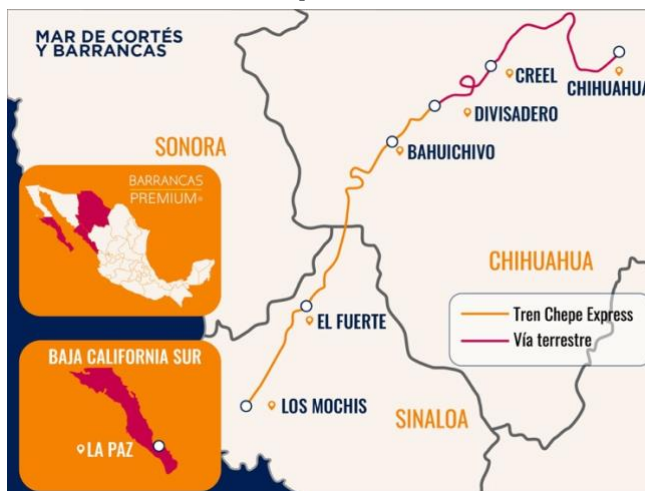 MAR DE CORTÉS
Y BARRANCAS
CREEL
CHIHUAHUA
DIVISADERO
SONORA
BAHUICHIVO
BARRANCAS
PREMIUM®
CHIHUAHUA
Tren Chepe Express
Vía terrestre
EL FUERTE
BAJA CALIFORNIA SUR
LOS MOCHIS
SINALOA
LA PAZ